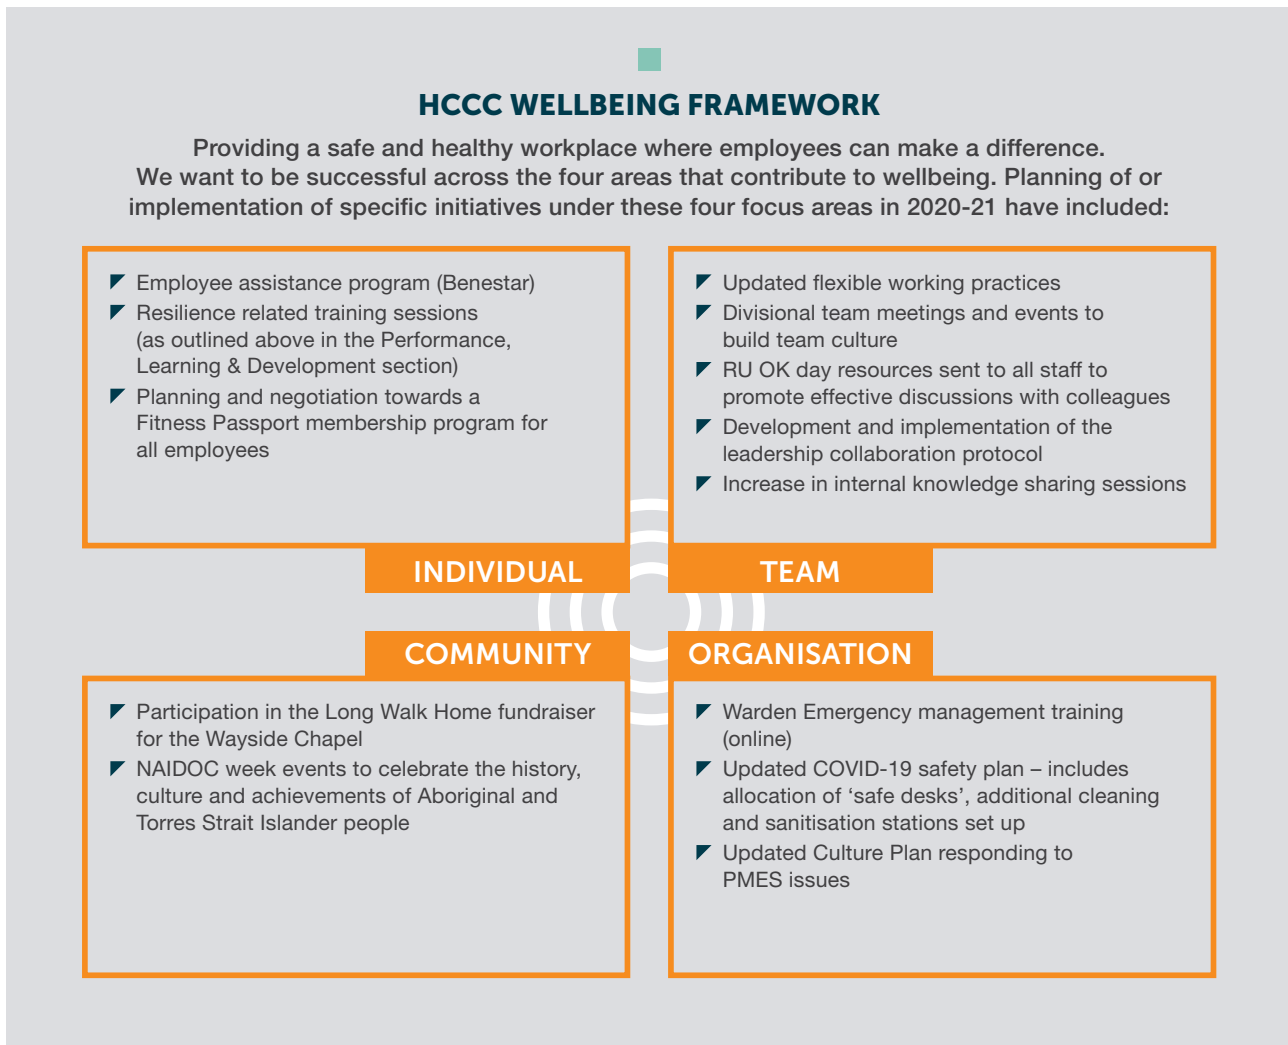 HCCC WELLBEING FRAMEWORK
Providing a safe and healthy workplace where employees can make a difference.
We want to be successful across the four areas that contribute to wellbeing. Planning of or
implementation of specific initiatives under these four focus areas in 2020-21 have included:
Employee assistance program (Benestar)
Resilience related training sessions
(as outlined above in the Performance,
Learning & Development section)
Planning and negotiation towards a
Fitness Passport membership program for
all employees
INDIVIDUAL
Updated flexible working practices
Divisional team meetings and events to
build team culture
RU OK day resources sent to all staff to
promote effective discussions with colleagues
Development and implementation of the
leadership collaboration protocol
Increase in internal knowledge sharing sessions
TEAM
COMMUNITY
Participation in the Long Walk Home fundraiser
for the Wayside Chapel
NAIDOC week events to celebrate the history,
culture and achievements of Aboriginal and
Torres Strait Islander people
ORGANISATION
Warden Emergency management training
(online)
Updated COVID-19 safety plan – includes
allocation of ‘safe desks’, additional cleaning
and sanitisation stations set up
Updated Culture Plan responding to
PMES issues